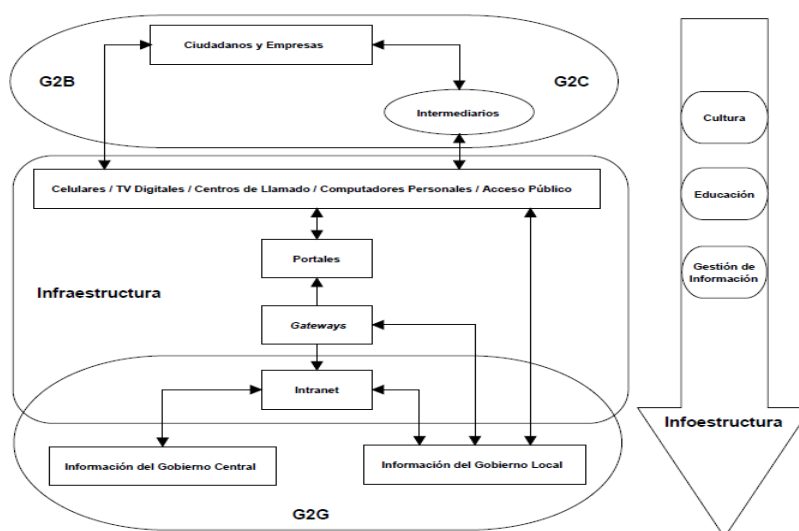 Ciudadanos y Empresas
G2B
G2C
Intermediarios
Celulares / TV Digitales / Centros de Llamado / Computadores Personales / Acceso Público
Portales
Infraestructura
Gateways
Intranet
Información del Gobierno Central
Información del Gobierno Local
G2G
Cultura
Educación
Gestión de
Información
Infoestructura